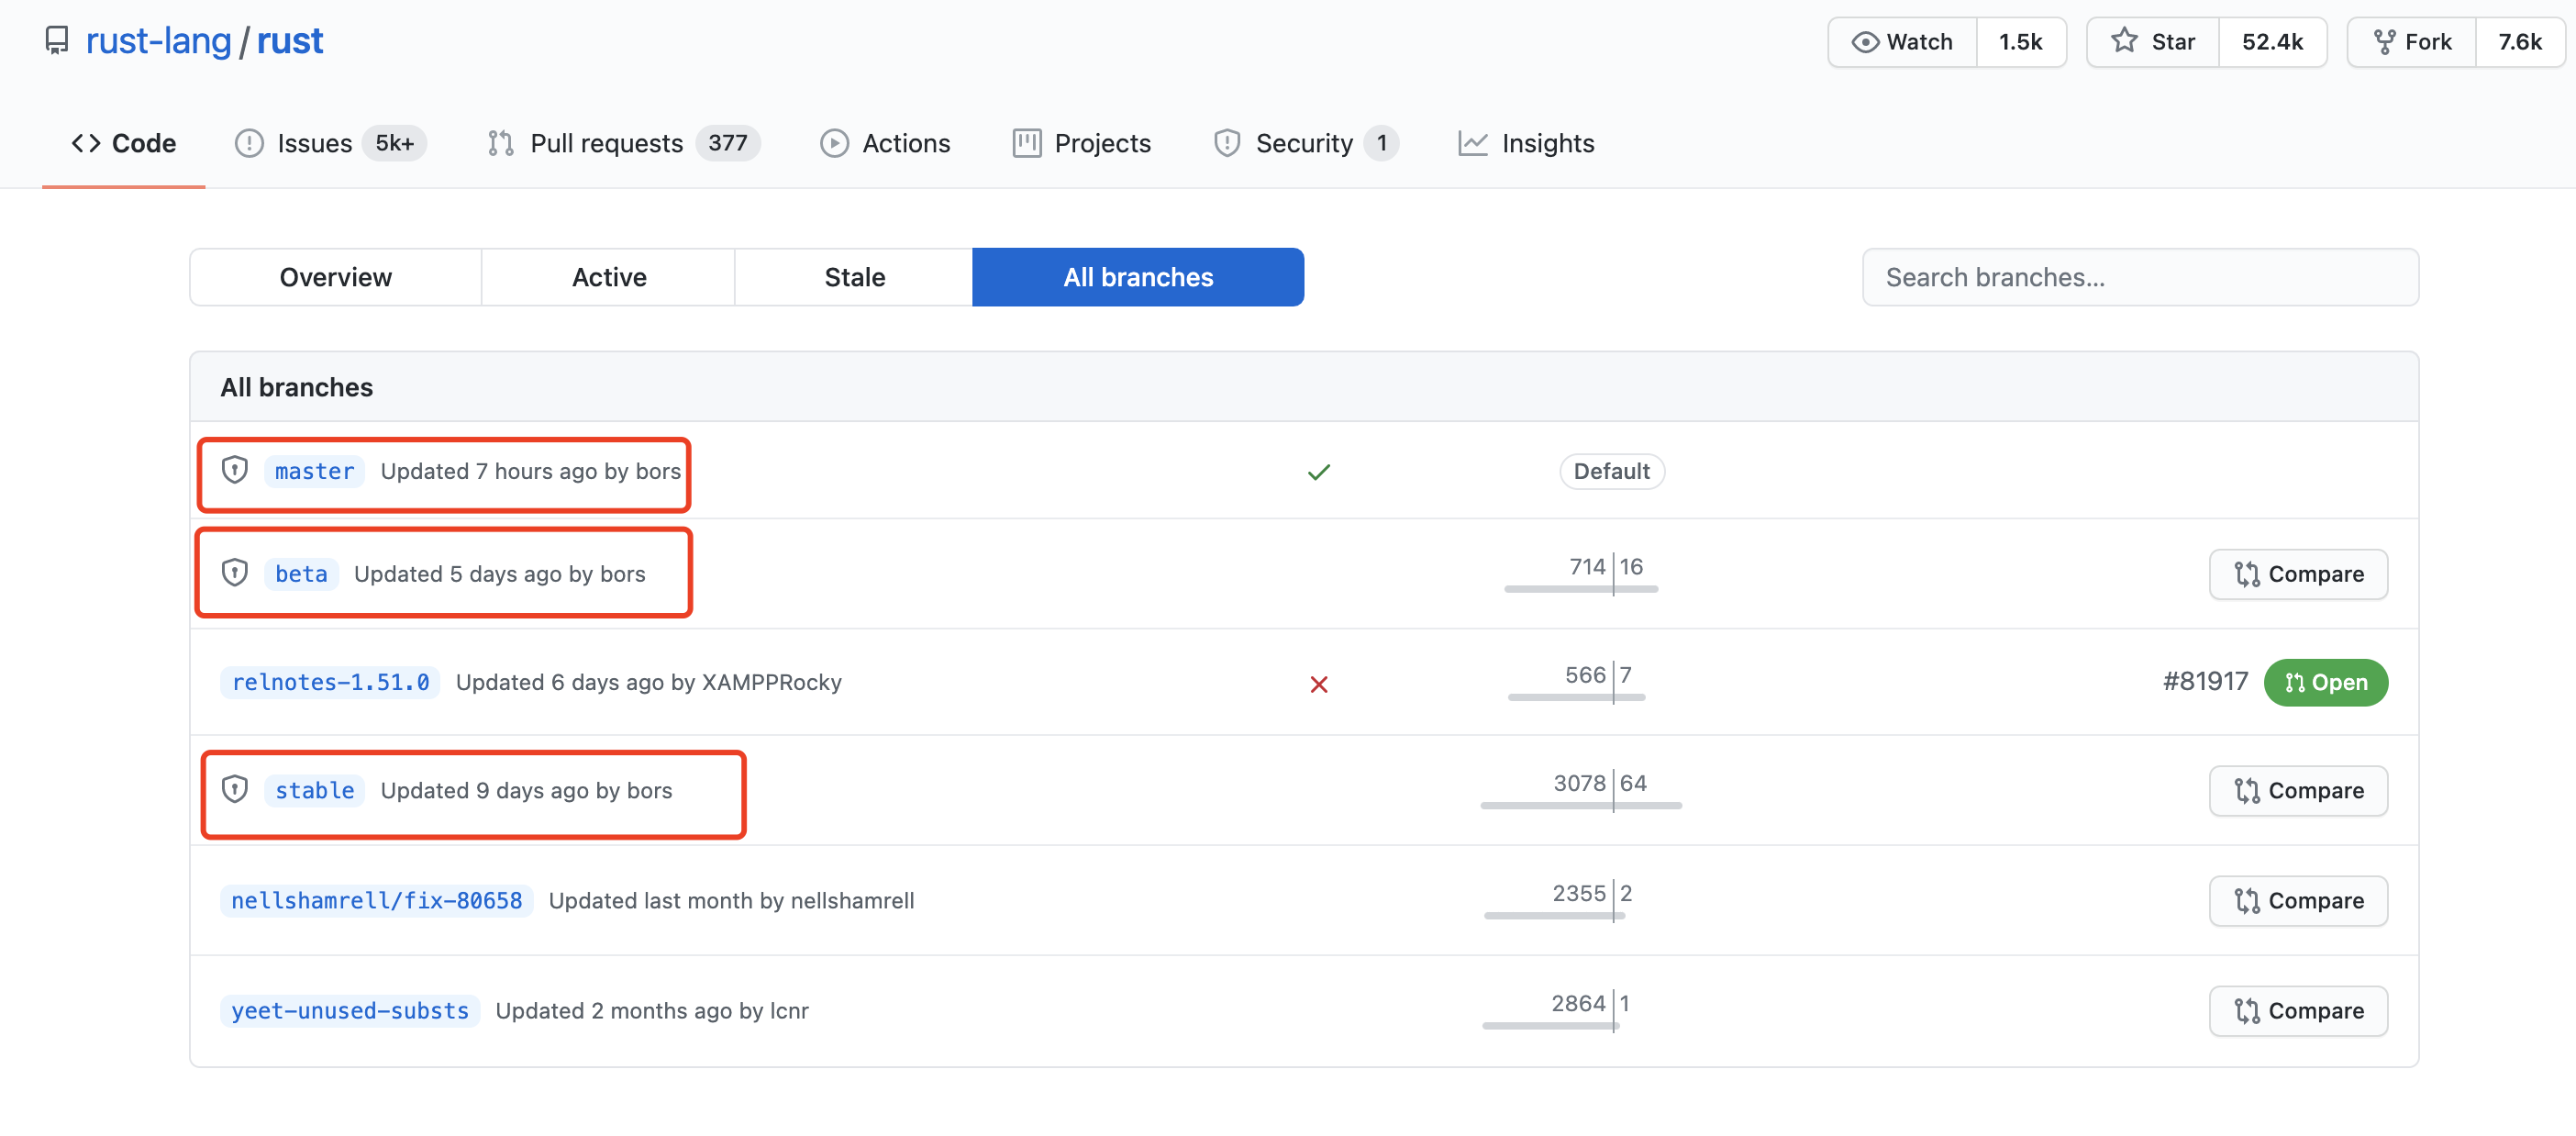 rust-lang / rust
Watch 1.5k Star 52.4k Fork 7.6k
Code Issues 5k+ Pull requests 377 Actions Projects Security 1 Insights
Overview Active Stale All branches Search branches...
All branches
master Updated 7 hours ago by bors Default
beta Updated 5 days ago by bors 714 16 Compare
relnotes-1.51.0 Updated 6 days ago by XAMPPRocky 566 7 #81917 Open
stable Updated 9 days ago by bors 3078 64 Compare
nellshamrell/fix-80658 Updated last month by nellshamrell 2355 2 Compare
yeet-unused-substs Updated 2 months ago by lcnr 2864 1 Compare